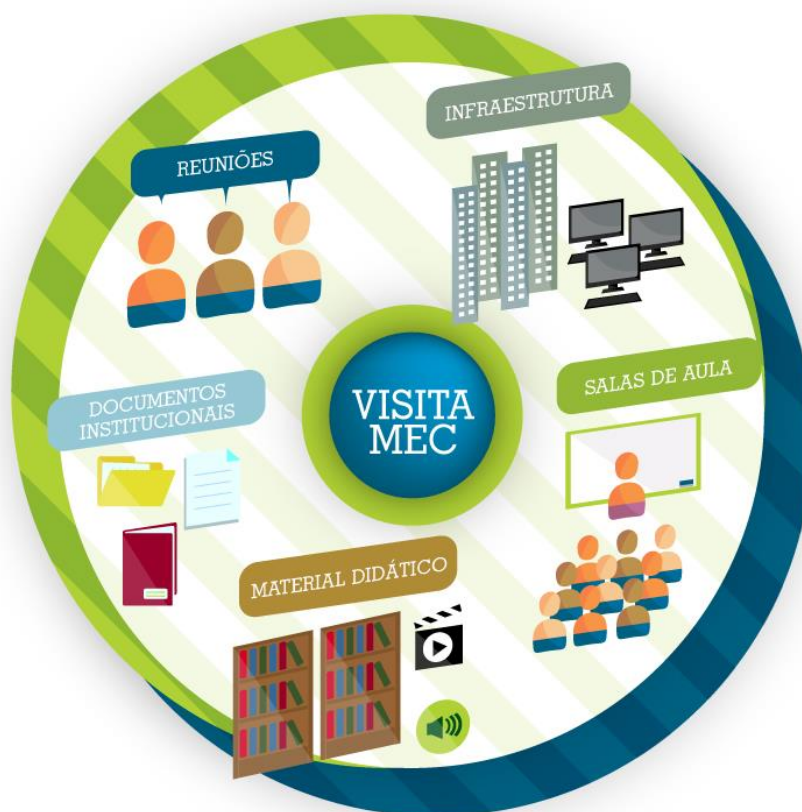 INFRAESTRUTURA
REUNIÕES
SALAS DE AULA
VISITA
MEC
DOCUMENTOS
INSTITUCIONAIS
MATERIAL DIDÁTICO